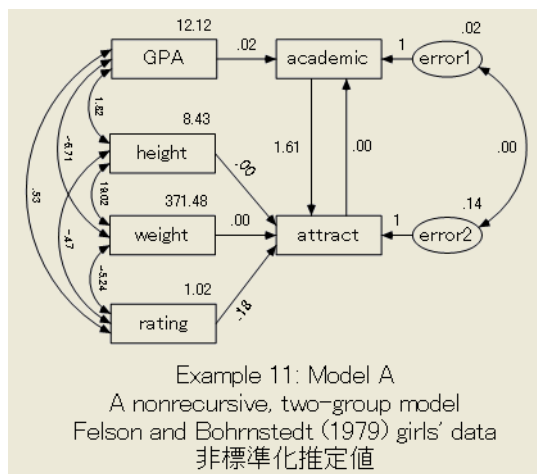 12.12
GPA
.02
academic
1
error1
.02
1.82
8.43
height
-.00
1.61
.00
.00
-6.71
.53
19.02
371.48
weight
.00
attract
1
error2
.14
-.47
-5.24
1.02
rating
.18
Example 11: Model A
A nonrecursive, two-group model
Felson and Bohrnstedt (1979) girls' data
非標準化推定値